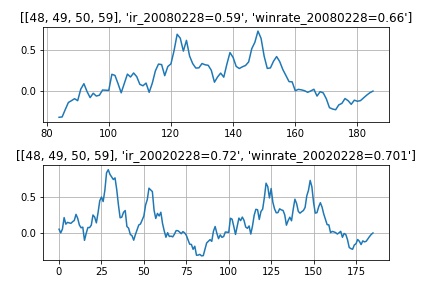 [[48, 49, 50, 59], 'ir_20080228=0.59', 'winrate_20080228=0.66']
0.5
0.0
80 100 120 140 160 180
[[48, 49, 50, 59], 'ir_20020228=0.72', 'winrate_20020228=0.701']
0.5
0.0
0 25 50 75 100 125 150 175